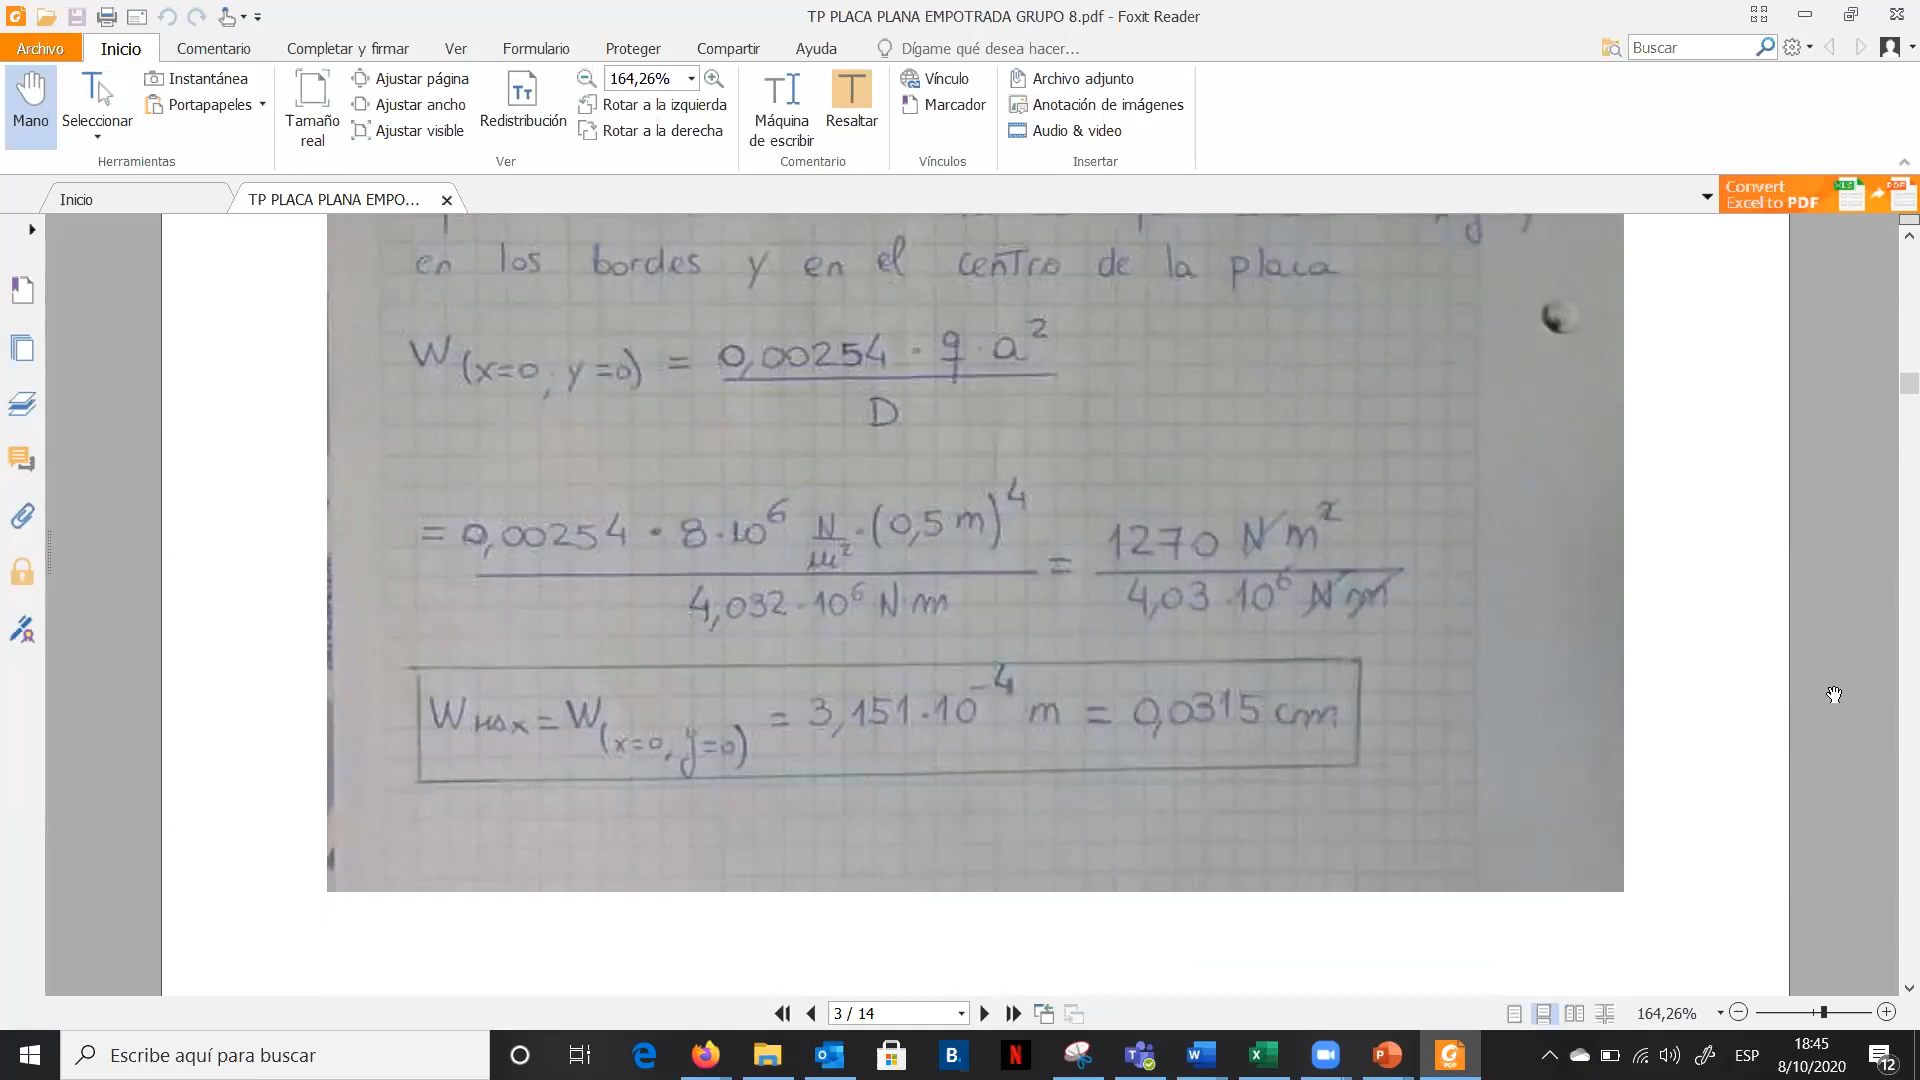 TP PLACA PLANA EMPOTRADA GRUPO 8.pdf - Foxit Reader
Archivo Inicio Comentario Completar y firmar Ver Formulario Proteger Compartir Ayuda Dígame qué desea hacer... Buscar
Mano
Seleccionar
Instantánea
Portapapeles
Herramientas
Tamaño real
Ajustar página
Ajustar ancho
Ajustar visible
Redistribución
164,26%
Rotar a la izquierda
Rotar a la derecha
Ver
Máquina de escribir
Resaltar
Comentario
Vínculo
Marcador
Vínculos
Archivo adjunto
Anotación de imágenes
Audio & video
Insertar
Inicio
TP PLACA PLANA EMPO...
Convert
Excel to PDF
en los bordes y en el centro de la placa
W(x=0, y=0) = 0,00254 · q · a²
D
= 0,00254 · 8·10⁶ N/m² · (0,5 m)⁴ = 1270 N m²
4,032·10⁶ N·m 4,03·10⁶ N m
WMAX = W(x=0, y=0) = 3,151·10⁻⁴ m = 0,0315 cm
3 / 14
164,26%
Escribe aquí para buscar
ESP
18:45
8/10/2020
12